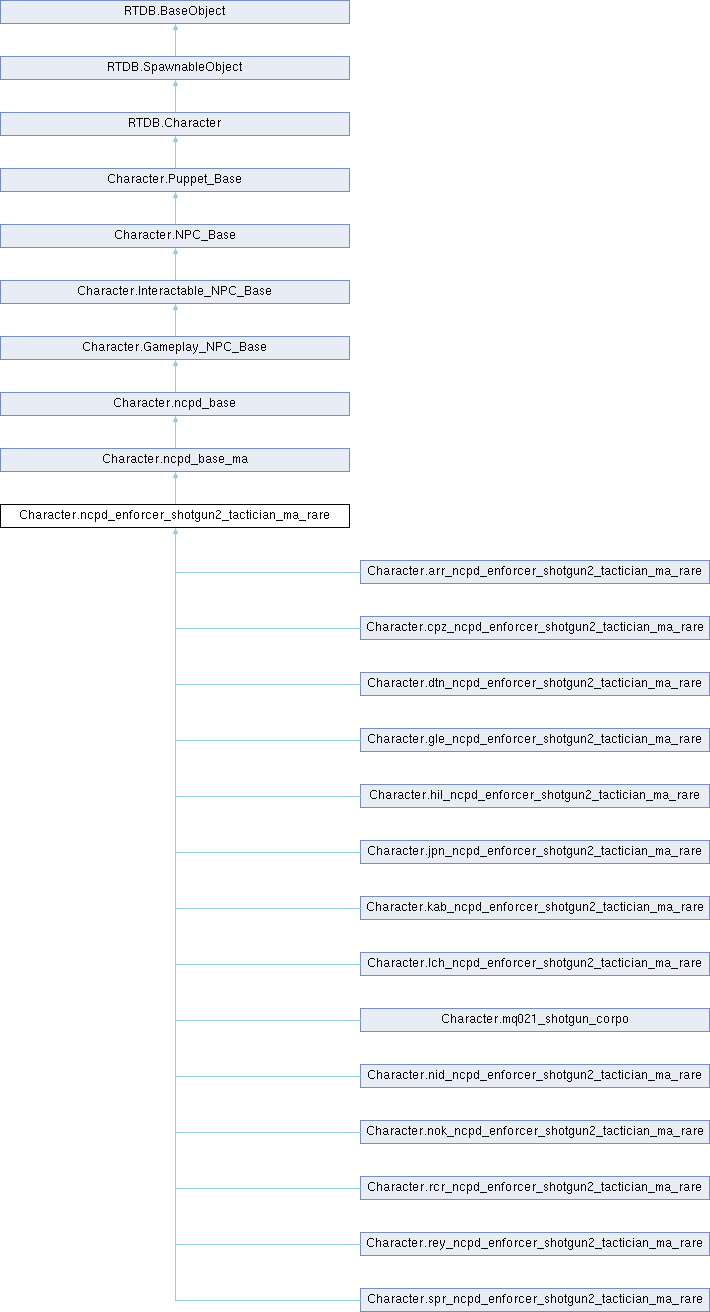 RTDB.BaseObject
RTDB.SpawnableObject
RTDB.Character
Character.Puppet_Base
Character.NPC_Base
Character.Interactable_NPC_Base
Character.Gameplay_NPC_Base
Character.ncpd_base
Character.ncpd_base_ma
Character.ncpd_enforcer_shotgun2_tactician_ma_rare
Character.arr_ncpd_enforcer_shotgun2_tactician_ma_rare
Character.cpz_ncpd_enforcer_shotgun2_tactician_ma_rare
Character.dtn_ncpd_enforcer_shotgun2_tactician_ma_rare
Character.gle_ncpd_enforcer_shotgun2_tactician_ma_rare
Character.hil_ncpd_enforcer_shotgun2_tactician_ma_rare
Character.jpn_ncpd_enforcer_shotgun2_tactician_ma_rare
Character.kab_ncpd_enforcer_shotgun2_tactician_ma_rare
Character.lch_ncpd_enforcer_shotgun2_tactician_ma_rare
Character.mq021_shotgun_corpo
Character.nid_ncpd_enforcer_shotgun2_tactician_ma_rare
Character.nok_ncpd_enforcer_shotgun2_tactician_ma_rare
Character.rcr_ncpd_enforcer_shotgun2_tactician_ma_rare
Character.rey_ncpd_enforcer_shotgun2_tactician_ma_rare
Character.spr_ncpd_enforcer_shotgun2_tactician_ma_rare